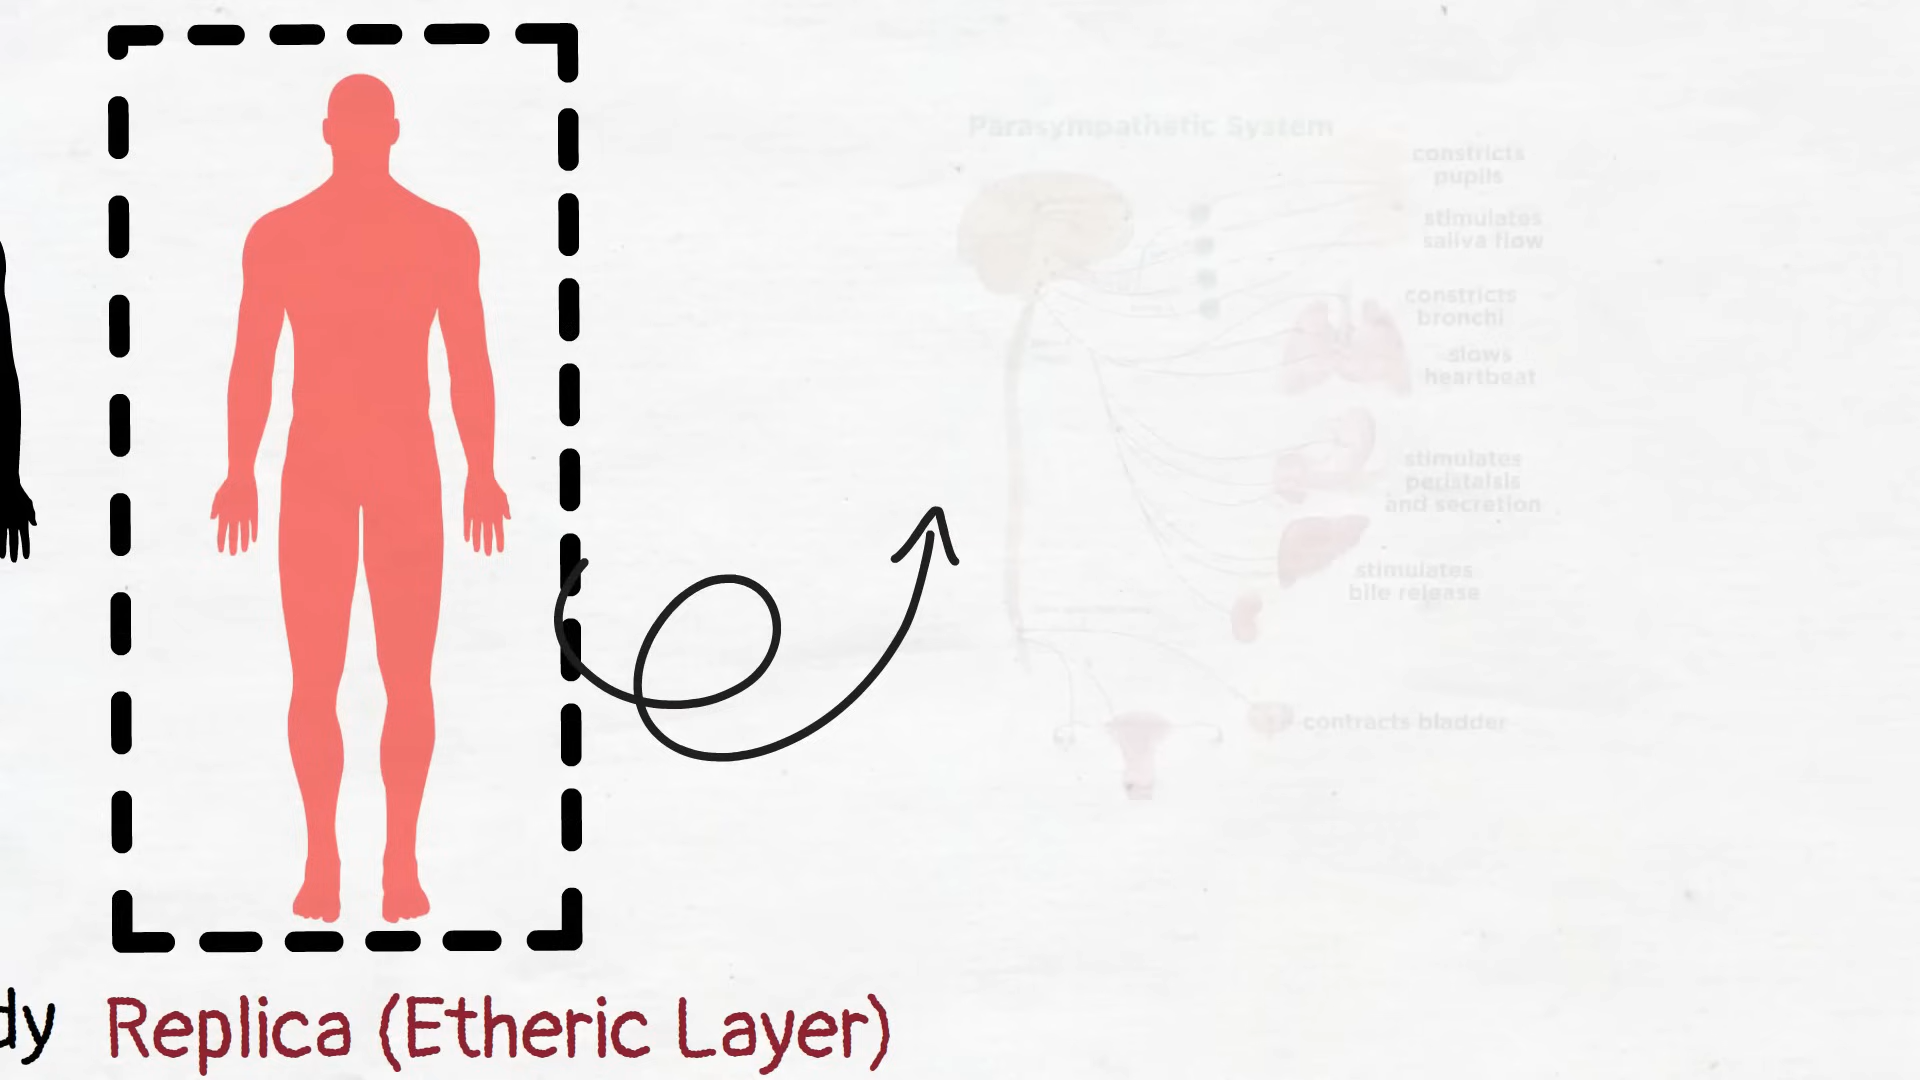 Parasympathetic System
constricts
pupils
stimulates
saliva flow
constricts
bronchi
slows
heartbeat
stimulates
peristalsis
and secretion
stimulates
bile release
contracts bladder
dy
Replica (Etheric Layer)